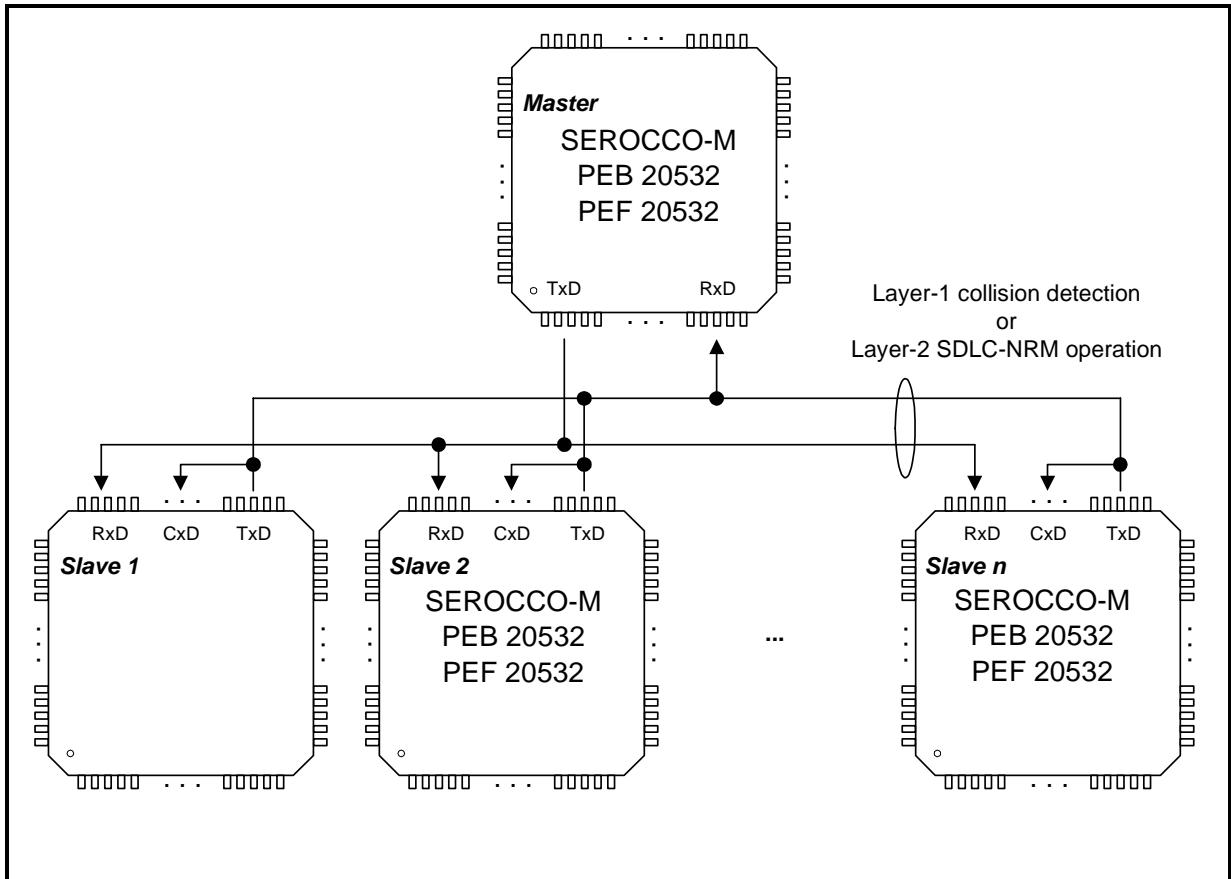 Master
SEROCCO-M
PEB 20532
PEF 20532
TxD RxD
Layer-1 collision detection
or
Layer-2 SDLC-NRM operation
RxD CxD TxD
Slave 1
RxD CxD TxD
Slave 2
SEROCCO-M
PEB 20532
PEF 20532
...
RxD CxD TxD
Slave n
SEROCCO-M
PEB 20532
PEF 20532